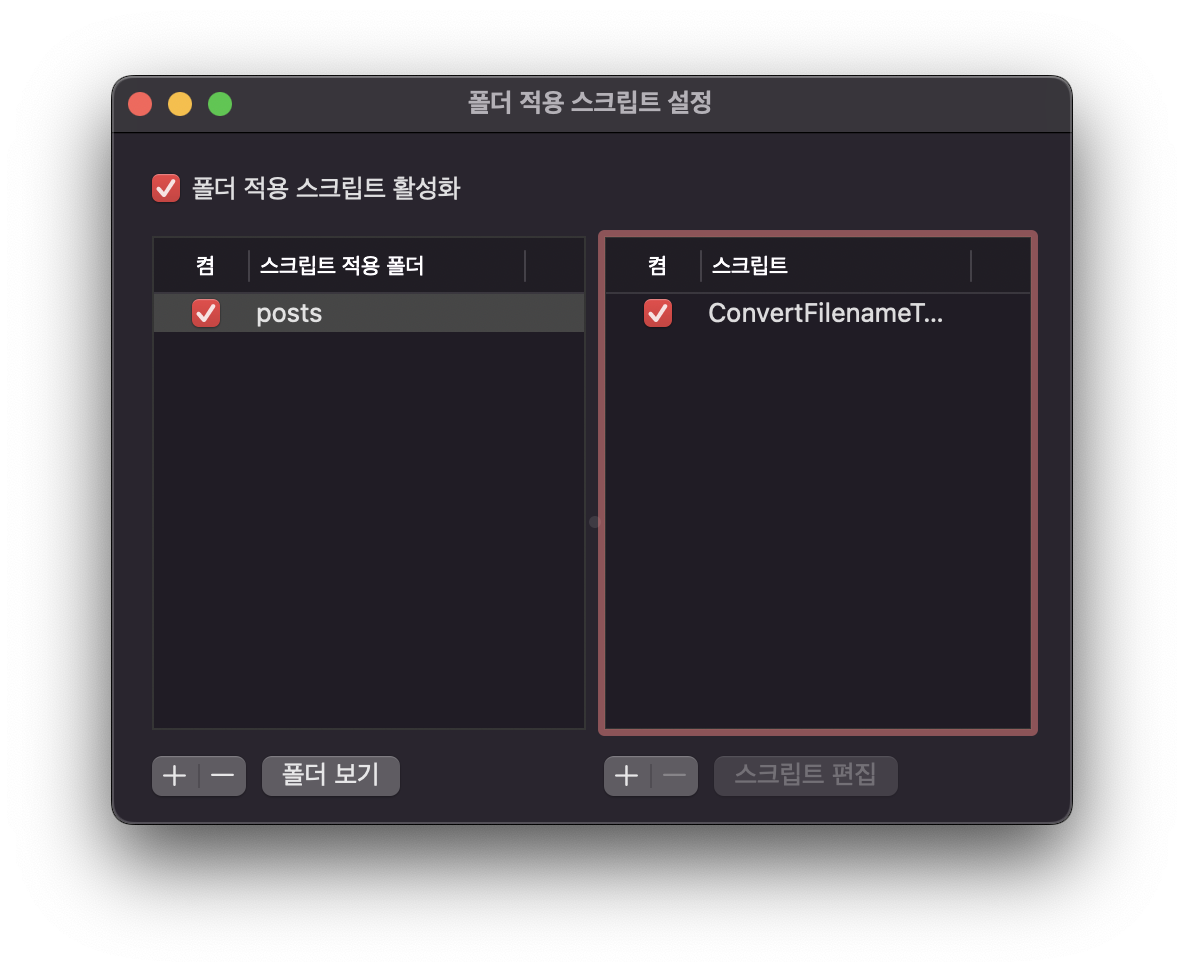 폴더 적용 스크립트 설정
폴더 적용 스크립트 활성화
켬 스크립트 적용 폴더
posts
켬 스크립트
ConvertFilenameT...
폴더 보기
스크립트 편집